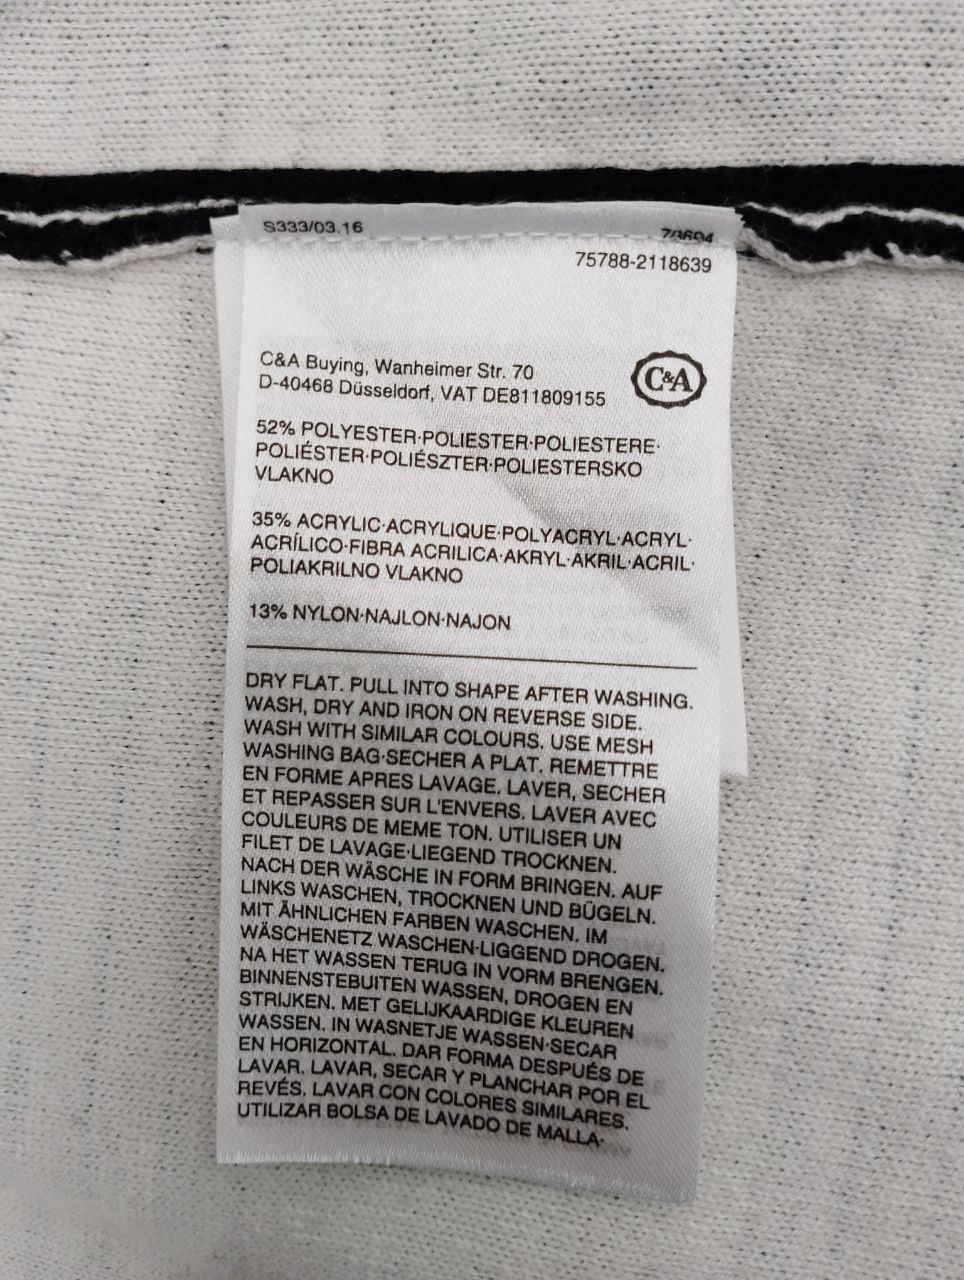 S333/03.16
75788-2118639
C&A Buying, Wanheimer Str. 70
D-40468 Düsseldorf, VAT DE811809155
C&A
52% POLYESTER·POLIESTER·POLIESTERE·
POLIÉSTER·POLIÉSZTER·POLIESTERSKO
VLAKNO
35% ACRYLIC·ACRYLIQUE·POLYACRYL·ACRYL·
ACRÍLICO·FIBRA ACRILICA·AKRYL·AKRIL·ACRIL·
POLIAKRILNO VLAKNO
13% NYLON·NAJLON·NAJON
DRY FLAT. PULL INTO SHAPE AFTER WASHING.
WASH, DRY AND IRON ON REVERSE SIDE.
WASH WITH SIMILAR COLOURS. USE MESH
WASHING BAG·SECHER A PLAT. REMETTRE
EN FORME APRES LAVAGE. LAVER, SECHER
ET REPASSER SUR L'ENVERS. LAVER AVEC
COULEURS DE MEME TON. UTILISER UN
FILET DE LAVAGE·LIEGEND TROCKNEN.
NACH DER WÄSCHE IN FORM BRINGEN. AUF
LINKS WASCHEN, TROCKNEN UND BÜGELN.
MIT ÄHNLICHEN FARBEN WASCHEN. IM
WÄSCHENETZ WASCHEN·LIGGEND DROGEN.
NA HET WASSEN TERUG IN VORM BRENGEN.
BINNENSTEBUITEN WASSEN, DROGEN EN
STRIJKEN. MET GELIJKAARDIGE KLEUREN
WASSEN. IN WASNETJE WASSEN·SECAR
EN HORIZONTAL. DAR FORMA DESPUÉS DE
LAVAR. LAVAR, SECAR Y PLANCHAR POR EL
REVÉS. LAVAR CON COLORES SIMILARES.
UTILIZAR BOLSA DE LAVADO DE MALLA·